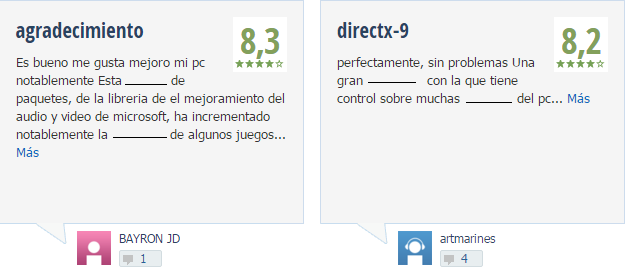 agradecimiento
8,3
Es bueno me gusta mejoro mi pc
notablemente Esta ______ de
paquetes, de la libreria de el mejoramiento del
audio y video de microsoft, ha incrementado
notablemente la ________ de algunos juegos...
Más
BAYRON JD
1
directx-9
8,2
perfectamente, sin problemas Una
gran _______ con la que tiene
control sobre muchas _______ del pc... Más
artmarines
4